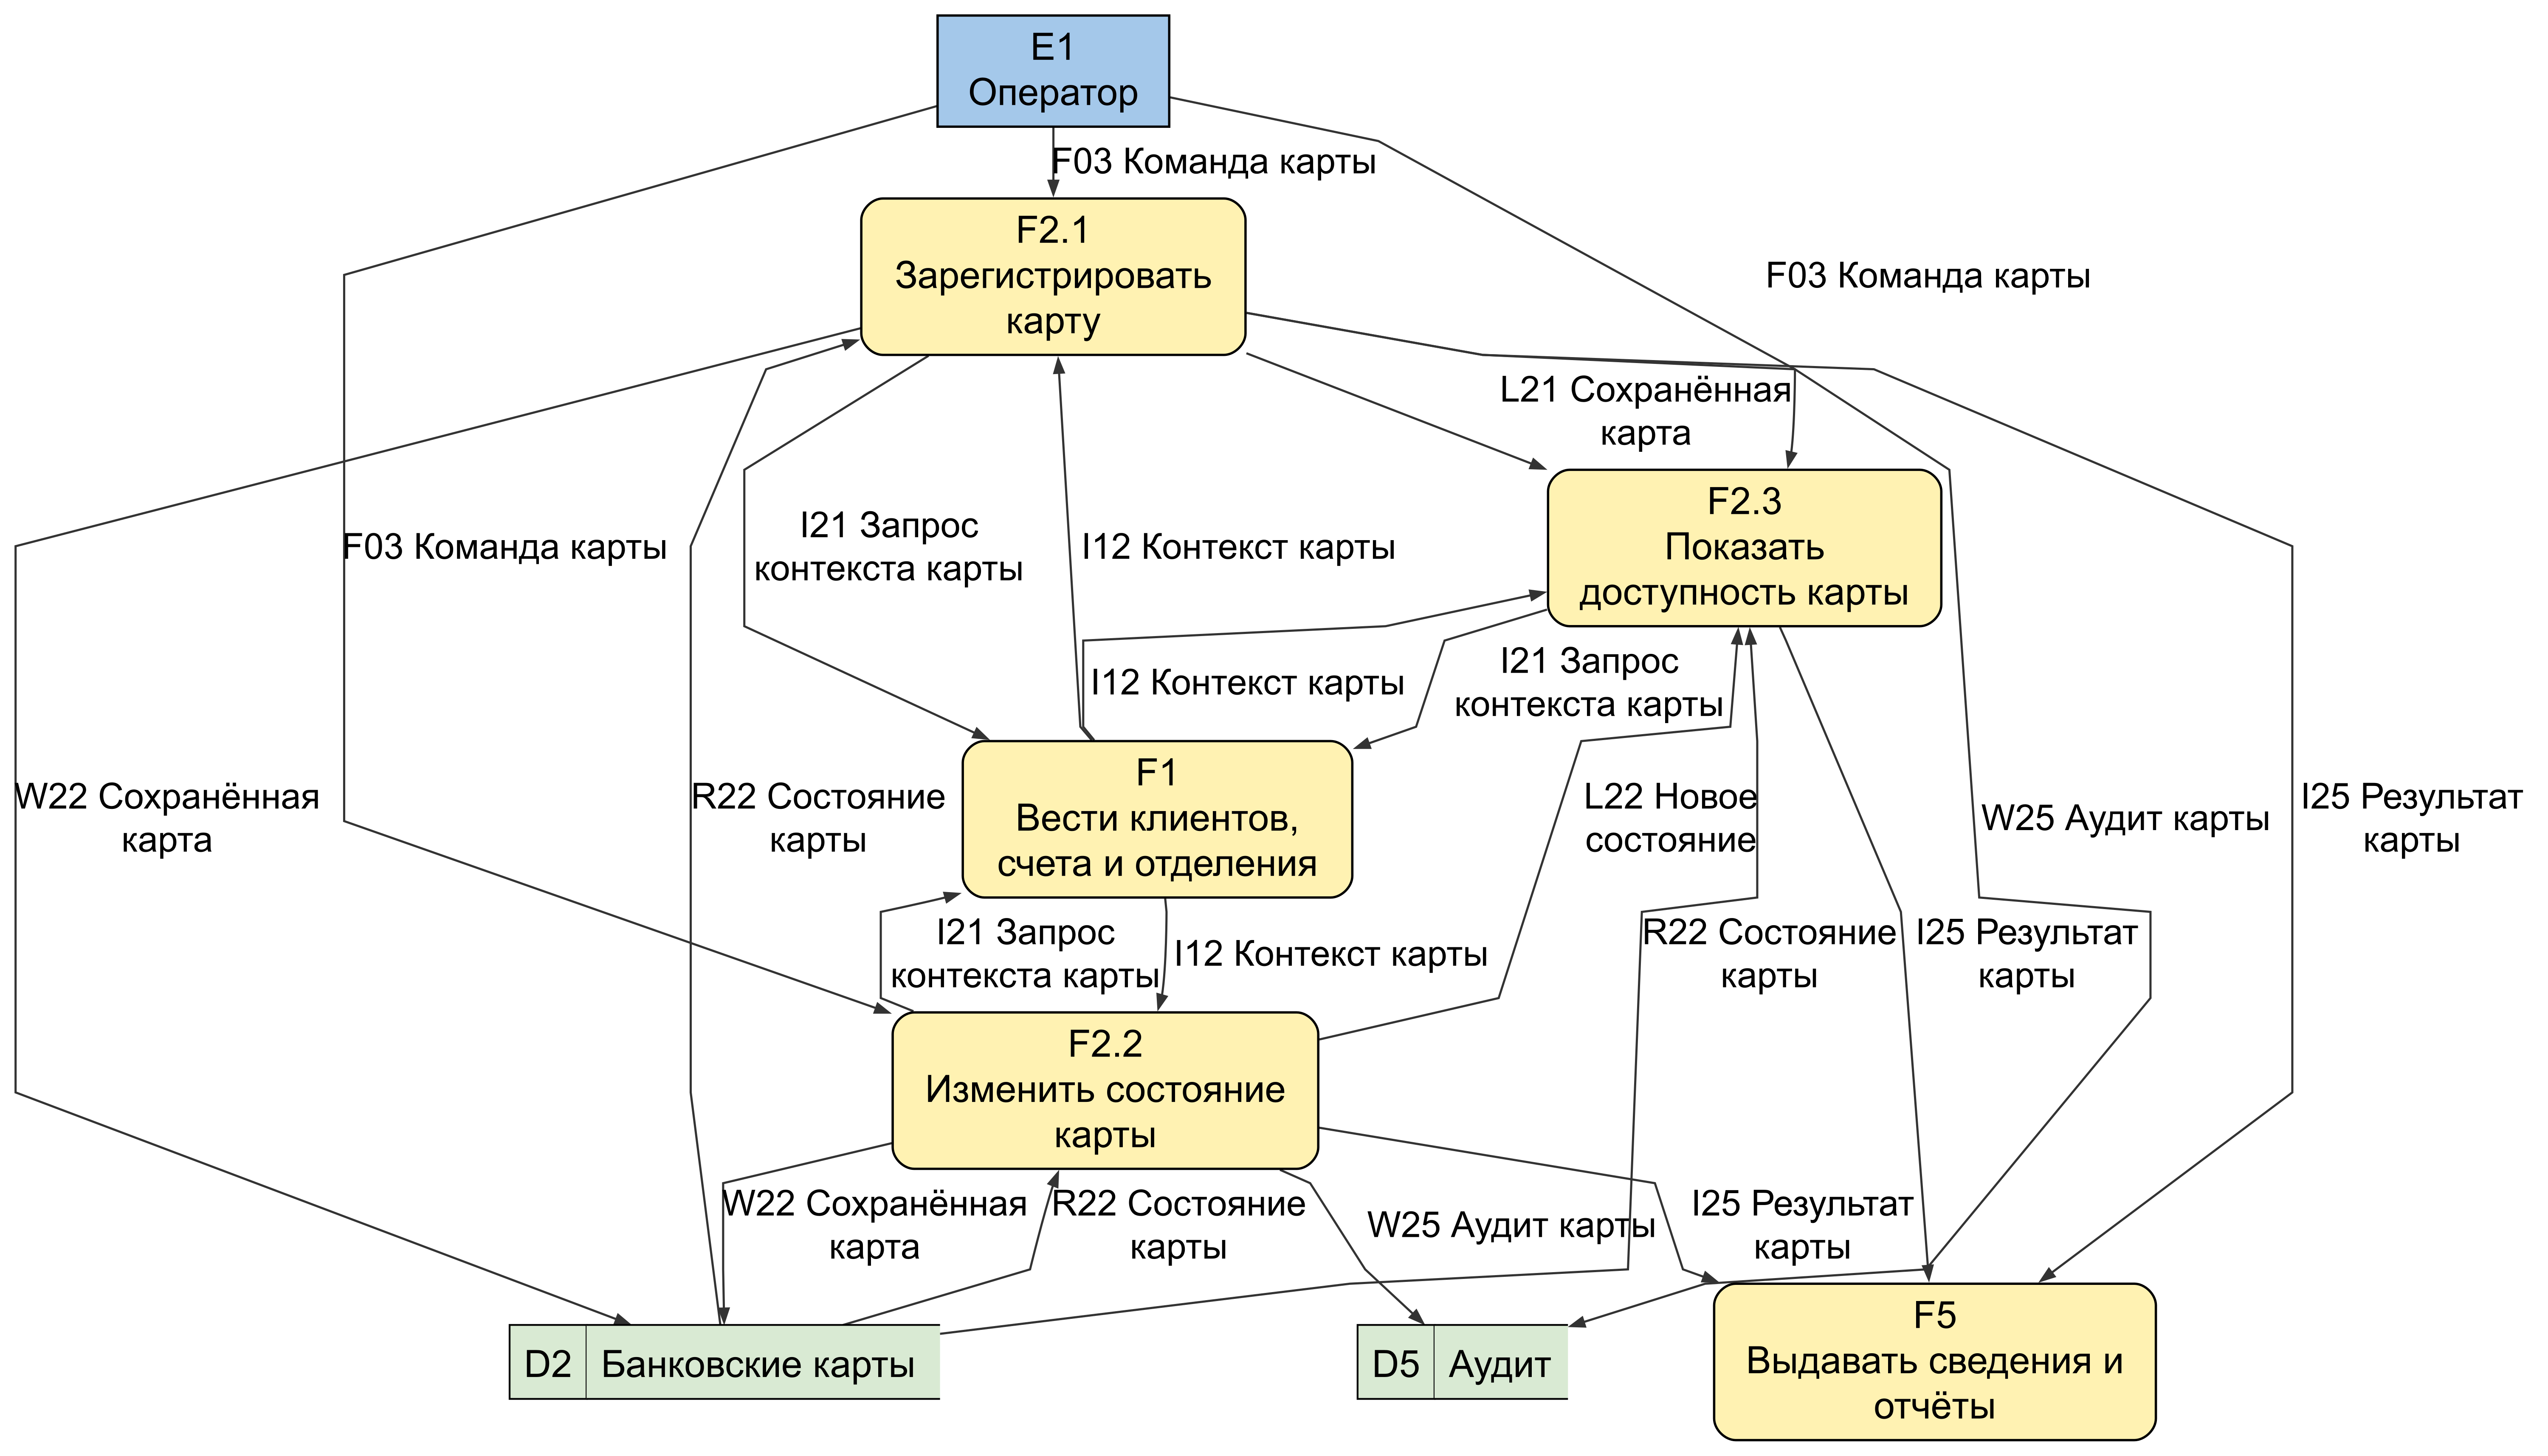 E1
Оператор
F03 Команда карты
F2.1
Зарегистрировать
карту
F03 Команда карты
L21 Сохранённая
карта
F2.3
Показать
доступность карты
I21 Запрос
контекста карты
I12 Контекст карты
F03 Команда карты
I12 Контекст карты
I21 Запрос
контекста карты
F1
Вести клиентов,
счета и отделения
W22 Сохранённая
карта
R22 Состояние
карты
L22 Новое
состояние
W25 Аудит карты
I25 Результат
карты
I21 Запрос
контекста карты
I12 Контекст карты
R22 Состояние
карты
I25 Результат
карты
F2.2
Изменить состояние
карты
W22 Сохранённая
карта
R22 Состояние
карты
W25 Аудит карты
I25 Результат
карты
D2
Банковские карты
D5
Аудит
F5
Выдавать сведения и
отчёты